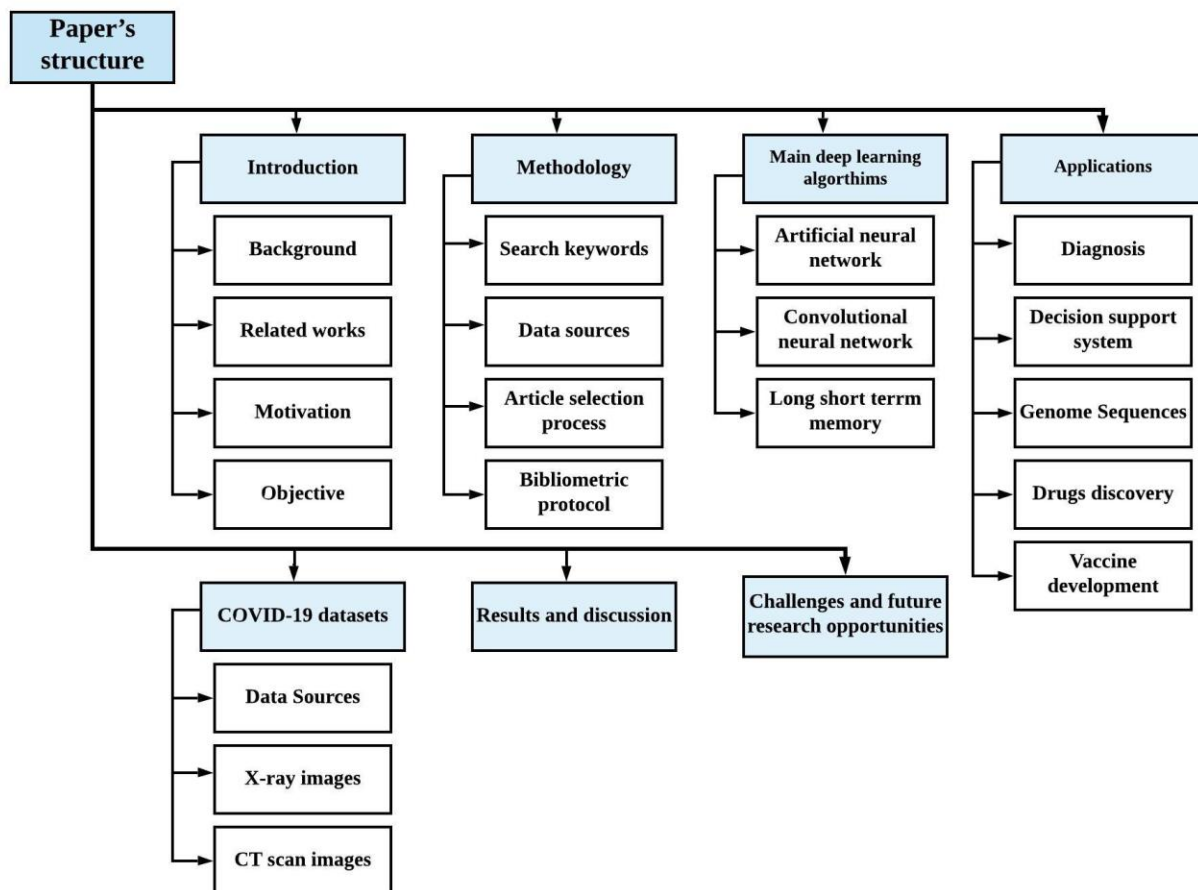 Paper's
structure
Introduction
Background
Related works
Motivation
Objective
Methodology
Search keywords
Data sources
Article selection
process
Bibliometric
protocol
Main deep learning
algorthims
Artificial neural
network
Convolutional
neural network
Long short terrm
memory
Applications
Diagnosis
Decision support
system
Genome Sequences
Drugs discovery
Vaccine
development
COVID-19 datasets
Data Sources
X-ray images
CT scan images
Results and discussion
Challenges and future
research opportunities